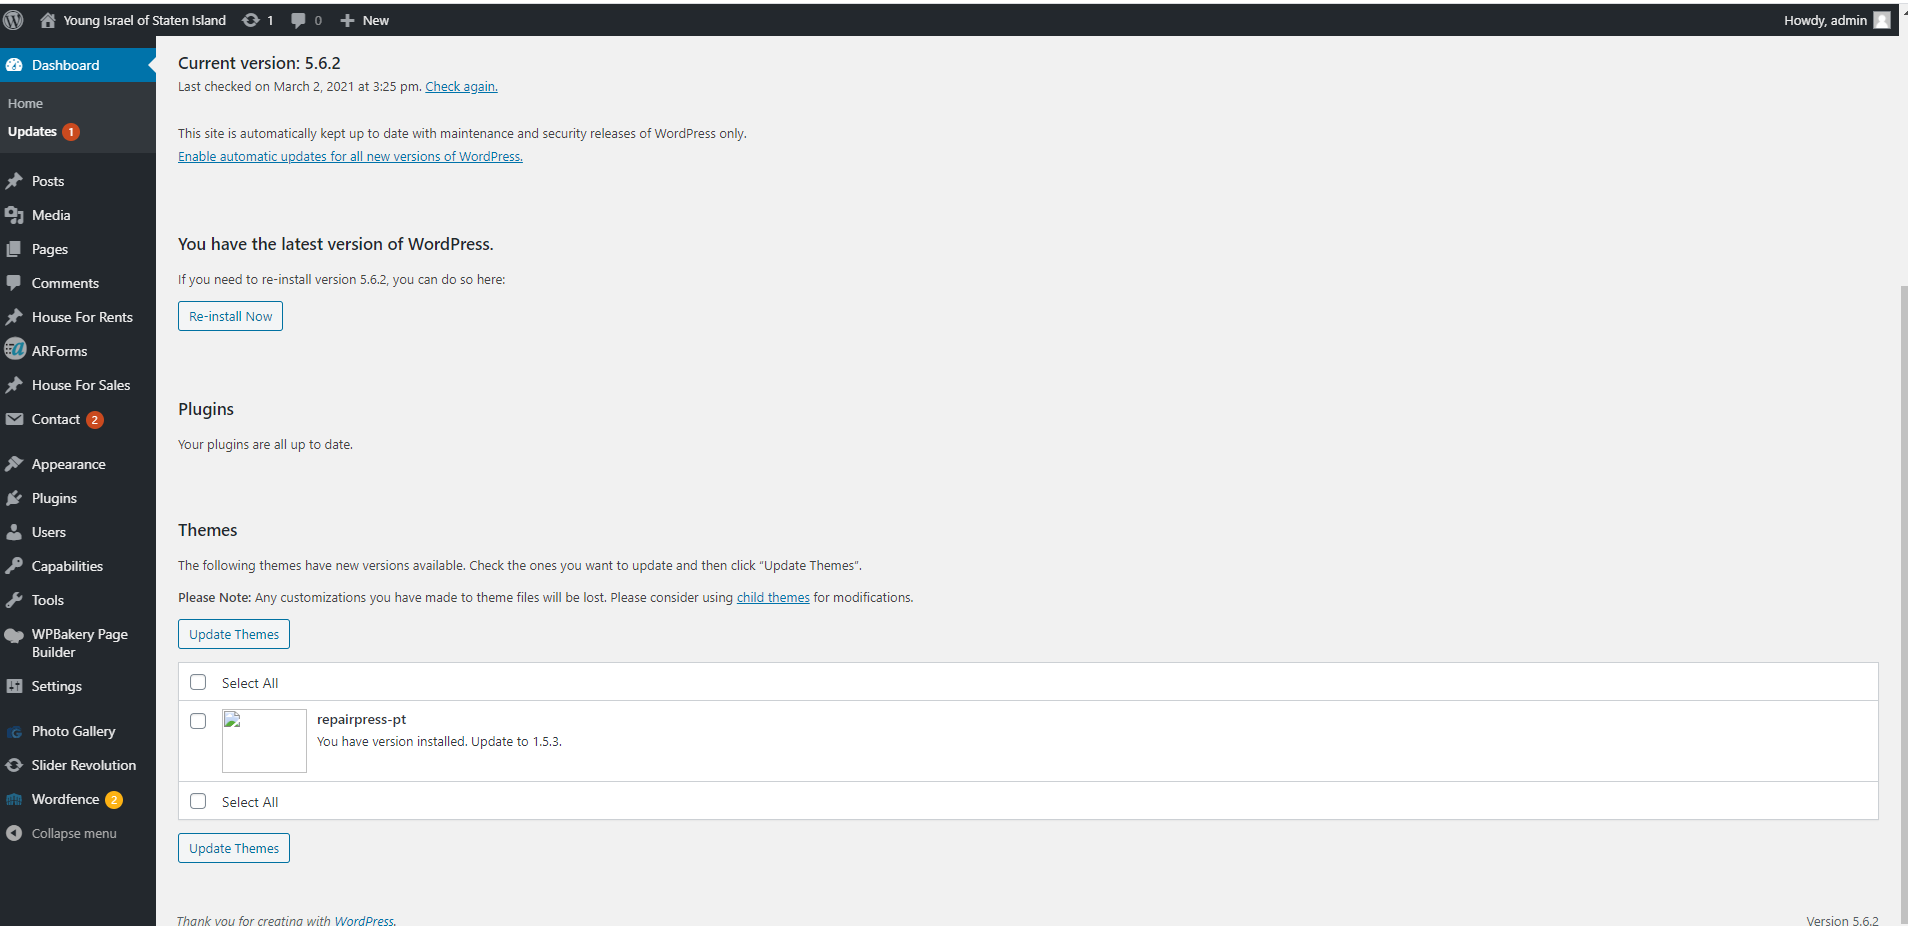 Young Israel of Staten Island 1 0 New Howdy, admin
Dashboard
Home
Updates 1
Posts
Media
Pages
Comments
House For Rents
ARForms
House For Sales
Contact 2
Appearance
Plugins
Users
Capabilities
Tools
WPBakery Page
Builder
Settings
Photo Gallery
Slider Revolution
Wordfence 2
Collapse menu
Current version: 5.6.2
Last checked on March 2, 2021 at 3:25 pm. Check again.
This site is automatically kept up to date with maintenance and security releases of WordPress only.
Enable automatic updates for all new versions of WordPress.
You have the latest version of WordPress.
If you need to re-install version 5.6.2, you can do so here:
Re-install Now
Plugins
Your plugins are all up to date.
Themes
The following themes have new versions available. Check the ones you want to update and then click “Update Themes”.
Please Note: Any customizations you have made to theme files will be lost. Please consider using child themes for modifications.
Update Themes
Select All
repairpress-pt
You have version installed. Update to 1.5.3.
Select All
Update Themes
Thank you for creating with WordPress.
Version 5.6.2